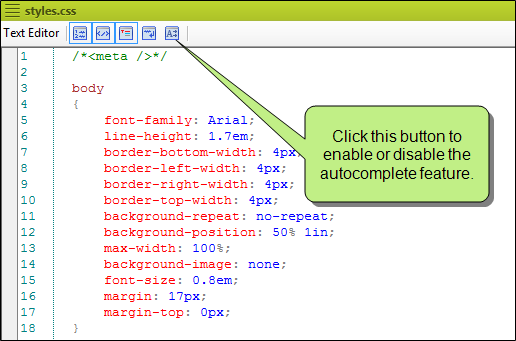 styles.css
Text Editor
1 /*<meta />*/
2
3 body
4 {
5 font-family: Arial;
6 line-height: 1.7em;
7 border-bottom-width: 4px;
8 border-left-width: 4px;
9 border-right-width: 4px;
10 border-top-width: 4px;
11 background-repeat: no-repeat;
12 background-position: 50% 1in;
13 max-width: 100%;
14 background-image: none;
15 font-size: 0.8em;
16 margin: 17px;
17 margin-top: 0px;
18 }
Click this button to
enable or disable the
autocomplete feature.